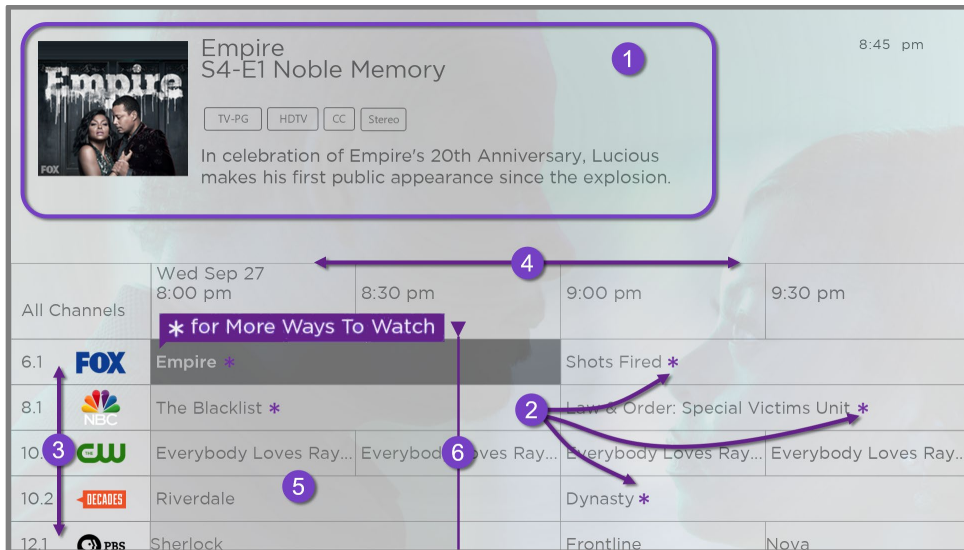 Empire
S4-E1 Noble Memory
1
8:45 pm
Empire
FOX
TV-PG HDTV CC Stereo
In celebration of Empire's 20th Anniversary, Lucious
makes his first public appearance since the explosion.
4
Wed Sep 27
All Channels 8:00 pm 8:30 pm 9:00 pm 9:30 pm
* for More Ways To Watch
6.1 FOX Empire * Shots Fired *
8.1 NBC The Blacklist * 2 Law & Order: Special Victims Unit *
10. 3 THE CW Everybody Loves Ray... Everybod 6 oves Ray... Everybody Loves Ray... Everybody Loves Ray...
10.2 DECADES Riverdale 5 Dynasty *
12.1 PBS Sherlock Frontline Nova